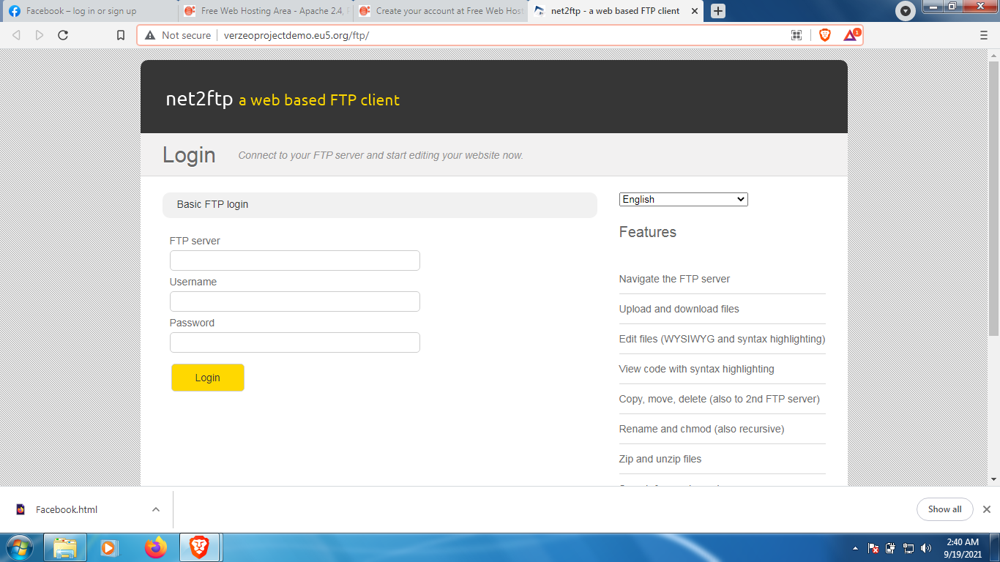 Facebook – log in or sign up
Free Web Hosting Area - Apache 2.4,
Create your account at Free Web Host
net2ftp - a web based FTP client
Not secure
verzeoprojectdemo.eu5.org/ftp/
1
net2ftp a web based FTP client
Login
Connect to your FTP server and start editing your website now.
Basic FTP login
English
FTP server
Features
Username
Navigate the FTP server
Upload and download files
Password
Edit files (WYSIWYG and syntax highlighting)
View code with syntax highlighting
Login
Copy, move, delete (also to 2nd FTP server)
Rename and chmod (also recursive)
Zip and unzip files
Facebook.html
Show all
2:40 AM
9/19/2021